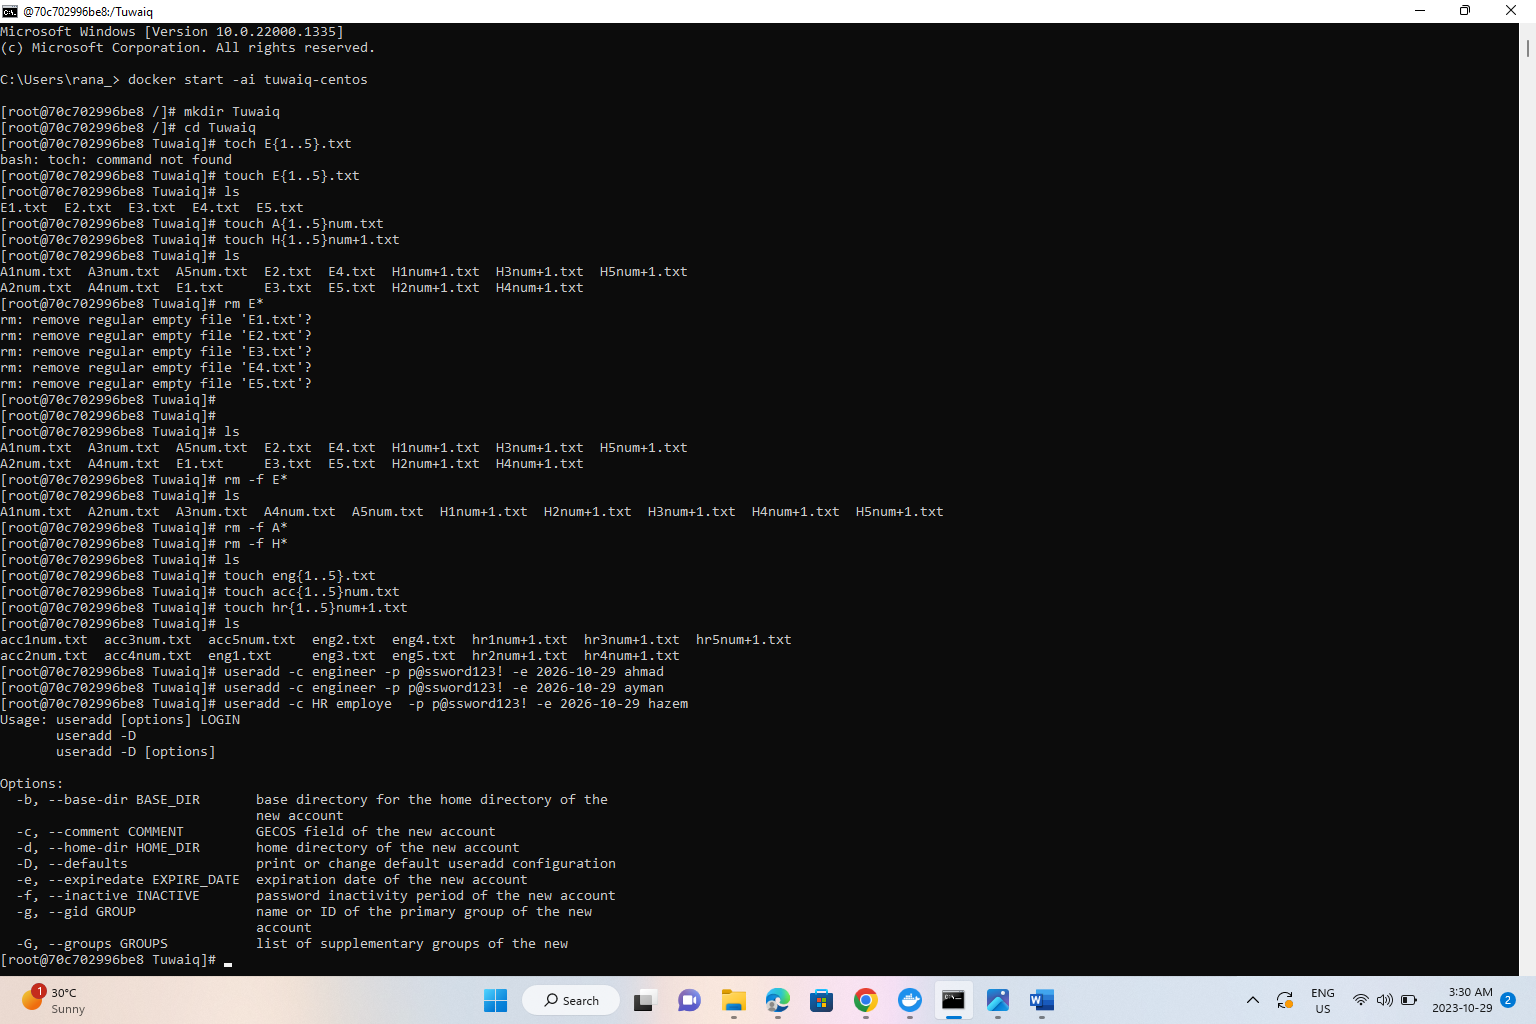 @70c702996be8:/Tuwaiq
Microsoft Windows [Version 10.0.22000.1335]
(c) Microsoft Corporation. All rights reserved.
C:\Users\rana_> docker start -ai tuwaiq-centos
[root@70c702996be8 /]# mkdir Tuwaiq
[root@70c702996be8 /]# cd Tuwaiq
[root@70c702996be8 Tuwaiq]# toch E{1..5}.txt
bash: toch: command not found
[root@70c702996be8 Tuwaiq]# touch E{1..5}.txt
[root@70c702996be8 Tuwaiq]# ls
E1.txt  E2.txt  E3.txt  E4.txt  E5.txt
[root@70c702996be8 Tuwaiq]# touch A{1..5}num.txt
[root@70c702996be8 Tuwaiq]# touch H{1..5}num+1.txt
[root@70c702996be8 Tuwaiq]# ls
A1num.txt  A3num.txt  A5num.txt  E2.txt  E4.txt  H1num+1.txt  H3num+1.txt  H5num+1.txt
A2num.txt  A4num.txt  E1.txt     E3.txt  E5.txt  H2num+1.txt  H4num+1.txt
[root@70c702996be8 Tuwaiq]# rm E*
rm: remove regular empty file 'E1.txt'?
rm: remove regular empty file 'E2.txt'?
rm: remove regular empty file 'E3.txt'?
rm: remove regular empty file 'E4.txt'?
rm: remove regular empty file 'E5.txt'?
[root@70c702996be8 Tuwaiq]#
[root@70c702996be8 Tuwaiq]#
[root@70c702996be8 Tuwaiq]# ls
A1num.txt  A3num.txt  A5num.txt  E2.txt  E4.txt  H1num+1.txt  H3num+1.txt  H5num+1.txt
A2num.txt  A4num.txt  E1.txt     E3.txt  E5.txt  H2num+1.txt  H4num+1.txt
[root@70c702996be8 Tuwaiq]# rm -f E*
[root@70c702996be8 Tuwaiq]# ls
A1num.txt  A2num.txt  A3num.txt  A4num.txt  A5num.txt  H1num+1.txt  H2num+1.txt  H3num+1.txt  H4num+1.txt  H5num+1.txt
[root@70c702996be8 Tuwaiq]# rm -f A*
[root@70c702996be8 Tuwaiq]# rm -f H*
[root@70c702996be8 Tuwaiq]# ls
[root@70c702996be8 Tuwaiq]# touch eng{1..5}.txt
[root@70c702996be8 Tuwaiq]# touch acc{1..5}num.txt
[root@70c702996be8 Tuwaiq]# touch hr{1..5}num+1.txt
[root@70c702996be8 Tuwaiq]# ls
acc1num.txt  acc3num.txt  acc5num.txt  eng2.txt  eng4.txt  hr1num+1.txt  hr3num+1.txt  hr5num+1.txt
acc2num.txt  acc4num.txt  eng1.txt     eng3.txt  eng5.txt  hr2num+1.txt  hr4num+1.txt
[root@70c702996be8 Tuwaiq]# useradd -c engineer -p p@ssword123! -e 2026-10-29 ahmad
[root@70c702996be8 Tuwaiq]# useradd -c engineer -p p@ssword123! -e 2026-10-29 ayman
[root@70c702996be8 Tuwaiq]# useradd -c HR employe  -p p@ssword123! -e 2026-10-29 hazem
Usage: useradd [options] LOGIN
       useradd -D
       useradd -D [options]
Options:
  -b, --base-dir BASE_DIR       base directory for the home directory of the
                                new account
  -c, --comment COMMENT         GECOS field of the new account
  -d, --home-dir HOME_DIR       home directory of the new account
  -D, --defaults                print or change default useradd configuration
  -e, --expiredate EXPIRE_DATE  expiration date of the new account
  -f, --inactive INACTIVE       password inactivity period of the new account
  -g, --gid GROUP               name or ID of the primary group of the new
                                account
  -G, --groups GROUPS           list of supplementary groups of the new
[root@70c702996be8 Tuwaiq]#
1
30°C
Sunny
Search
ENG
US
3:30 AM
2023-10-29
2